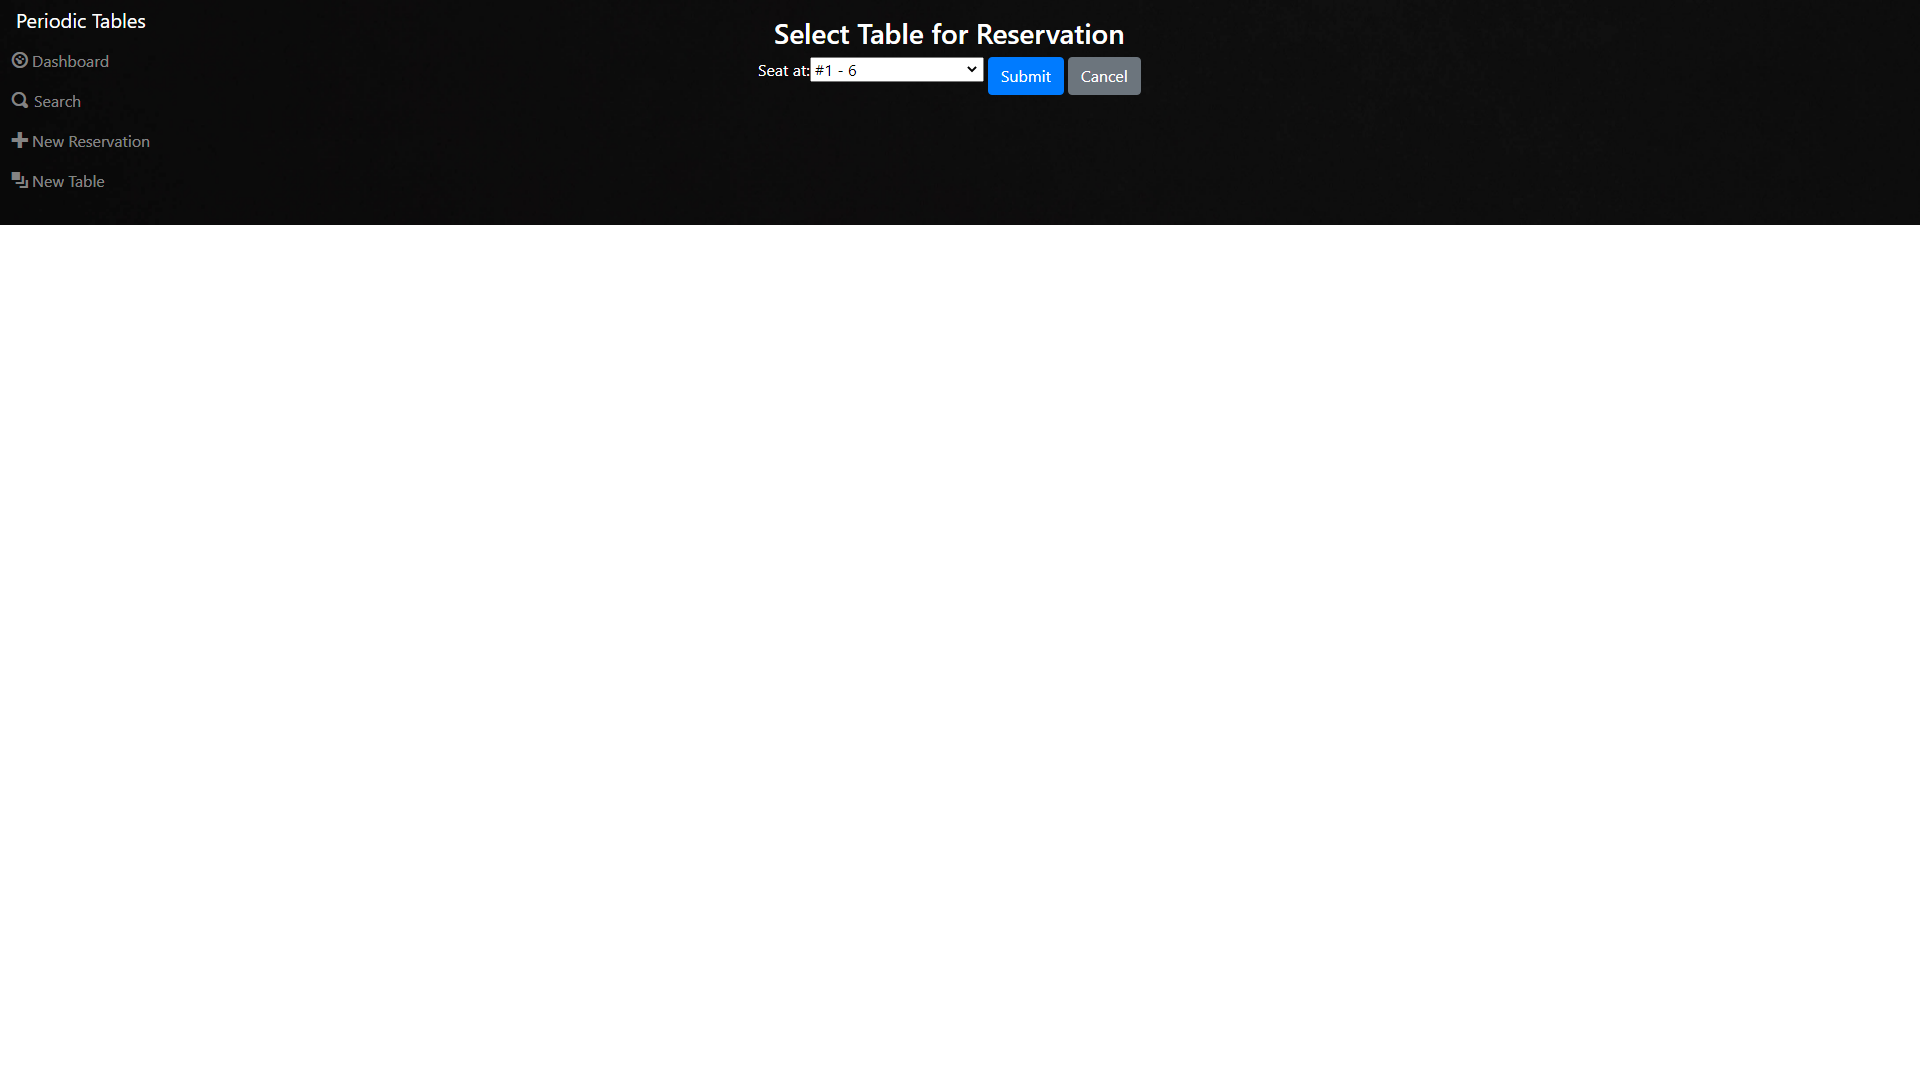 Periodic Tables
Dashboard
Search
New Reservation
New Table
Select Table for Reservation
Seat at: #1 - 6 Submit Cancel